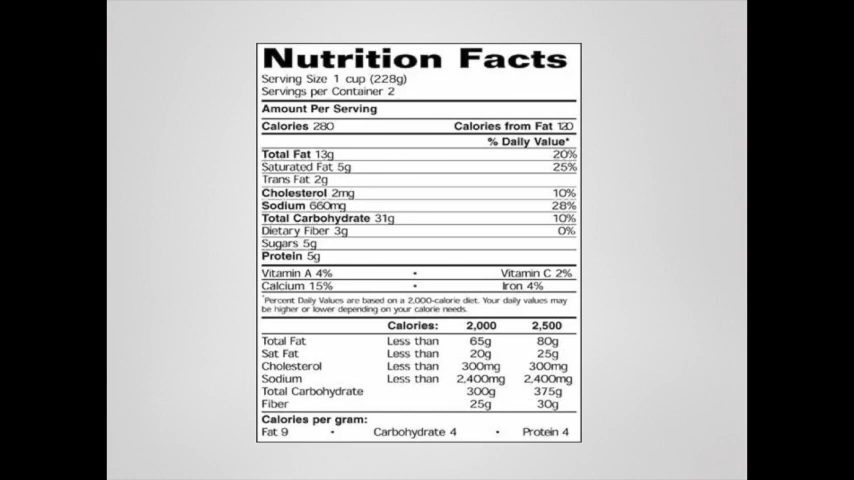 Nutrition Facts
Serving Size 1 cup (228g)
Servings per Container 2
Amount Per Serving
Calories 280 Calories from Fat 120
% Daily Value*
Total Fat 13g 20%
Saturated Fat 5g 25%
Trans Fat 2g
Cholesterol 2mg 10%
Sodium 660mg 28%
Total Carbohydrate 31g 10%
Dietary Fiber 3g 0%
Sugars 5g
Protein 5g
Vitamin A 4% • Vitamin C 2%
Calcium 15% • Iron 4%
*Percent Daily Values are based on a 2,000-calorie diet. Your daily values may
be higher or lower depending on your calorie needs.
Calories: 2,000 2,500
Total Fat Less than 65g 80g
Sat Fat Less than 20g 25g
Cholesterol Less than 300mg 300mg
Sodium Less than 2,400mg 2,400mg
Total Carbohydrate 300g 375g
Fiber 25g 30g
Calories per gram:
Fat 9 • Carbohydrate 4 • Protein 4